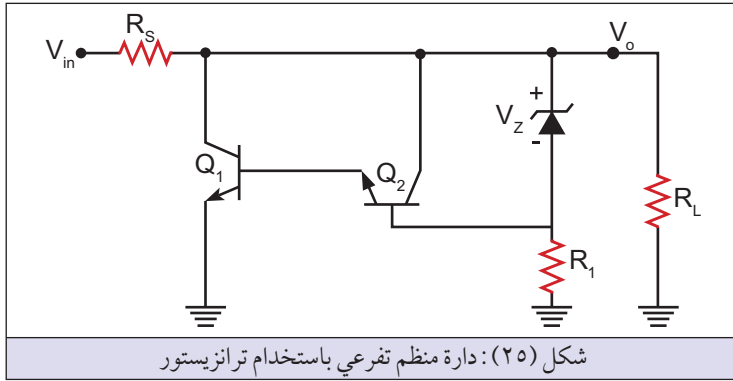 R_S
V_in
V_o
+
V_Z
-
Q_1
Q_2
R_L
R_1
شكل (٢٥): دارة منظم تفرعي باستخدام ترانزيستور